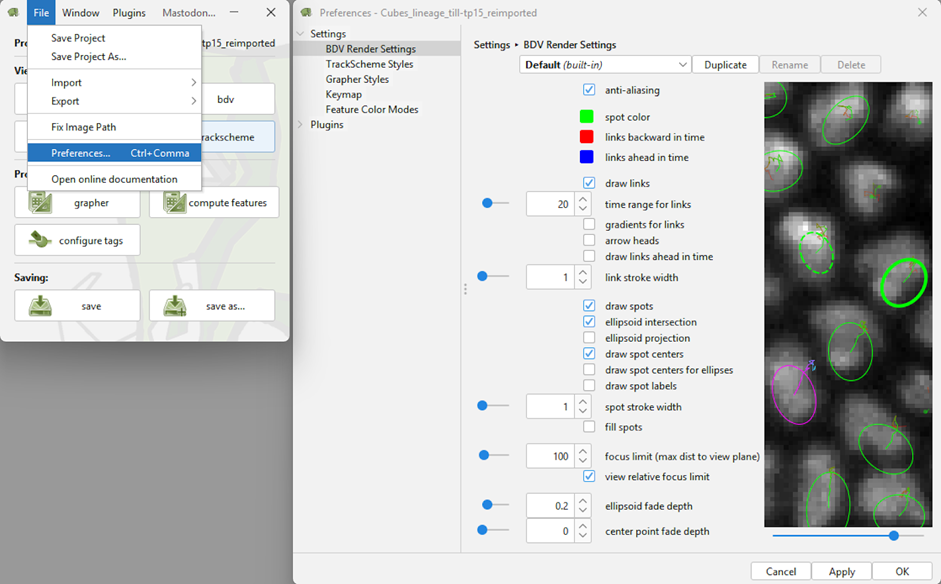 File Window Plugins Mastodon...
Save Project
Save Project As...
Import
Export
Fix Image Path
Preferences... Ctrl+Comma
Open online documentation
-tp15_reimported
bdv
grapher
compute features
configure tags
Saving:
save
save as...
Preferences - Cubes_lineage_till-tp15_reimported
Settings
BDV Render Settings
TrackScheme Styles
Grapher Styles
Keymap
Feature Color Modes
Plugins
Settings ▸ BDV Render Settings
Default (built-in)
Duplicate
Rename
Delete
anti-aliasing
spot color
links backward in time
links ahead in time
draw links
20 time range for links
gradients for links
arrow heads
draw links ahead in time
1 link stroke width
draw spots
ellipsoid intersection
ellipsoid projection
draw spot centers
draw spot centers for ellipses
draw spot labels
1 spot stroke width
fill spots
100 focus limit (max dist to view plane)
view relative focus limit
0.2 ellipsoid fade depth
0 center point fade depth
Cancel
Apply
OK